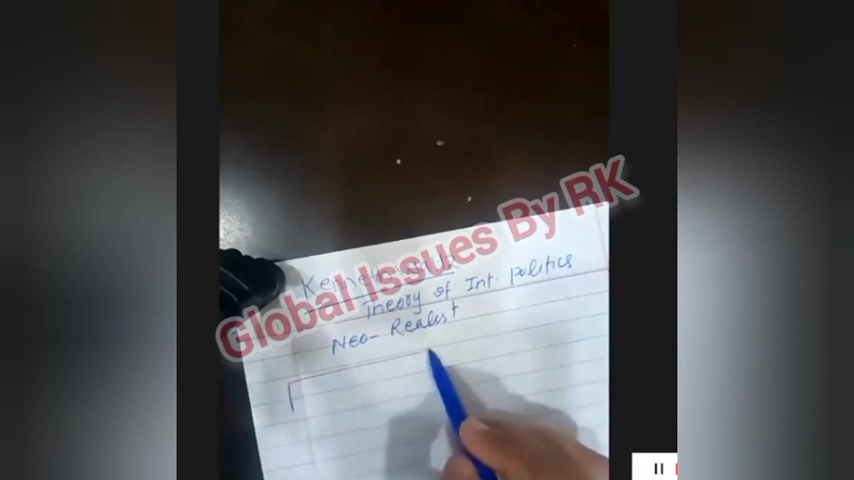 Global Issues By RK
Theory of Int. politics
Neo- Realist